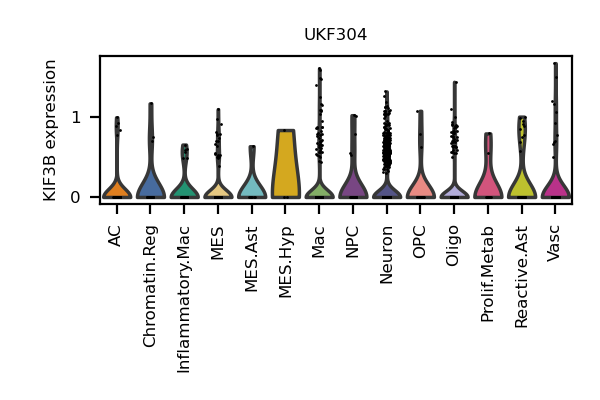 UKF304
KIF3B expression
1
0
AC
Chromatin.Reg
Inflammatory.Mac
MES
MES.Ast
MES.Hyp
Mac
NPC
Neuron
OPC
Oligo
Prolif.Metab
Reactive.Ast
Vasc